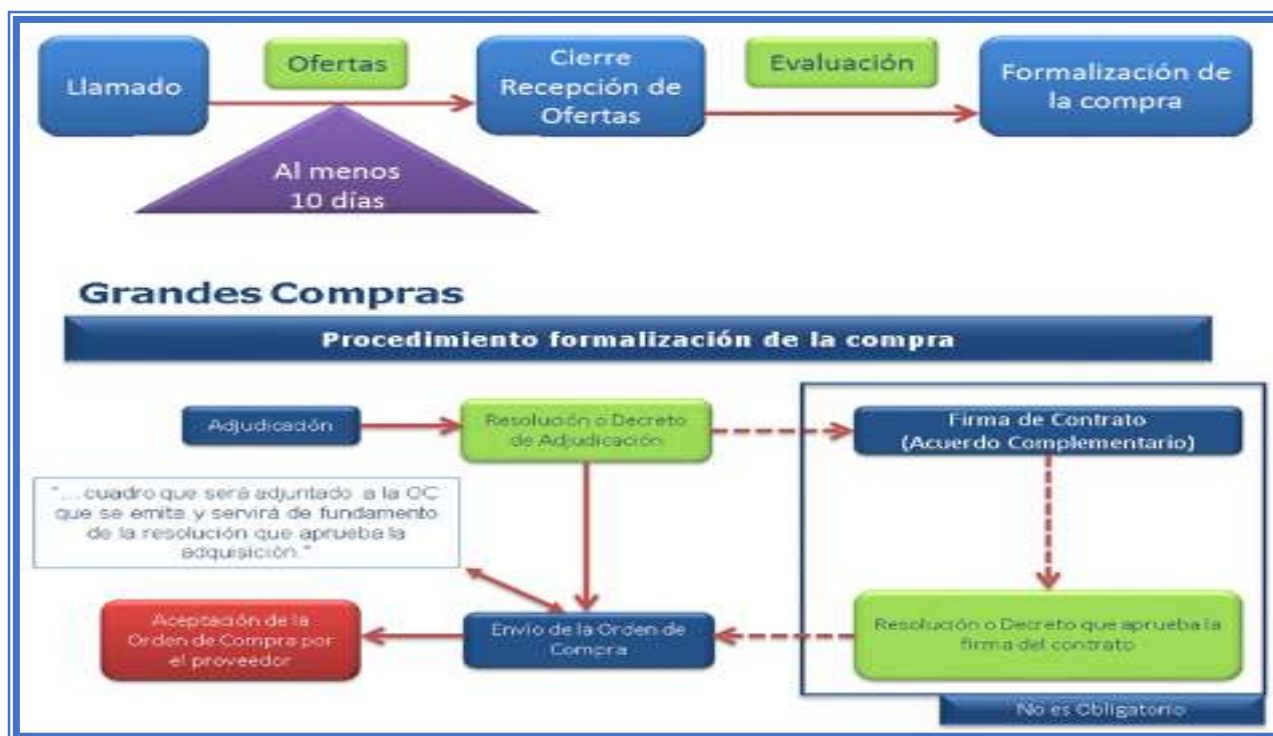 Llamado
Ofertas
Al menos
10 días
Cierre
Recepción de
Ofertas
Evaluación
Formalización de
la compra
Grandes Compras
Procedimiento formalización de la compra
Adjudicación
Resolución o Decreto
de Adjudicación
Firma de Contrato
(Acuerdo Complementario)
"...cuadro que será adjuntado a la OC
que se emita y servirá de fundamento
de la resolución que aprueba la
adquisición."
Aceptación de la
Orden de Compra por
el proveedor
Envío de la Orden de
Compra
Resolución o Decreto que aprueba la
firma del contrato
No es Obligatorio